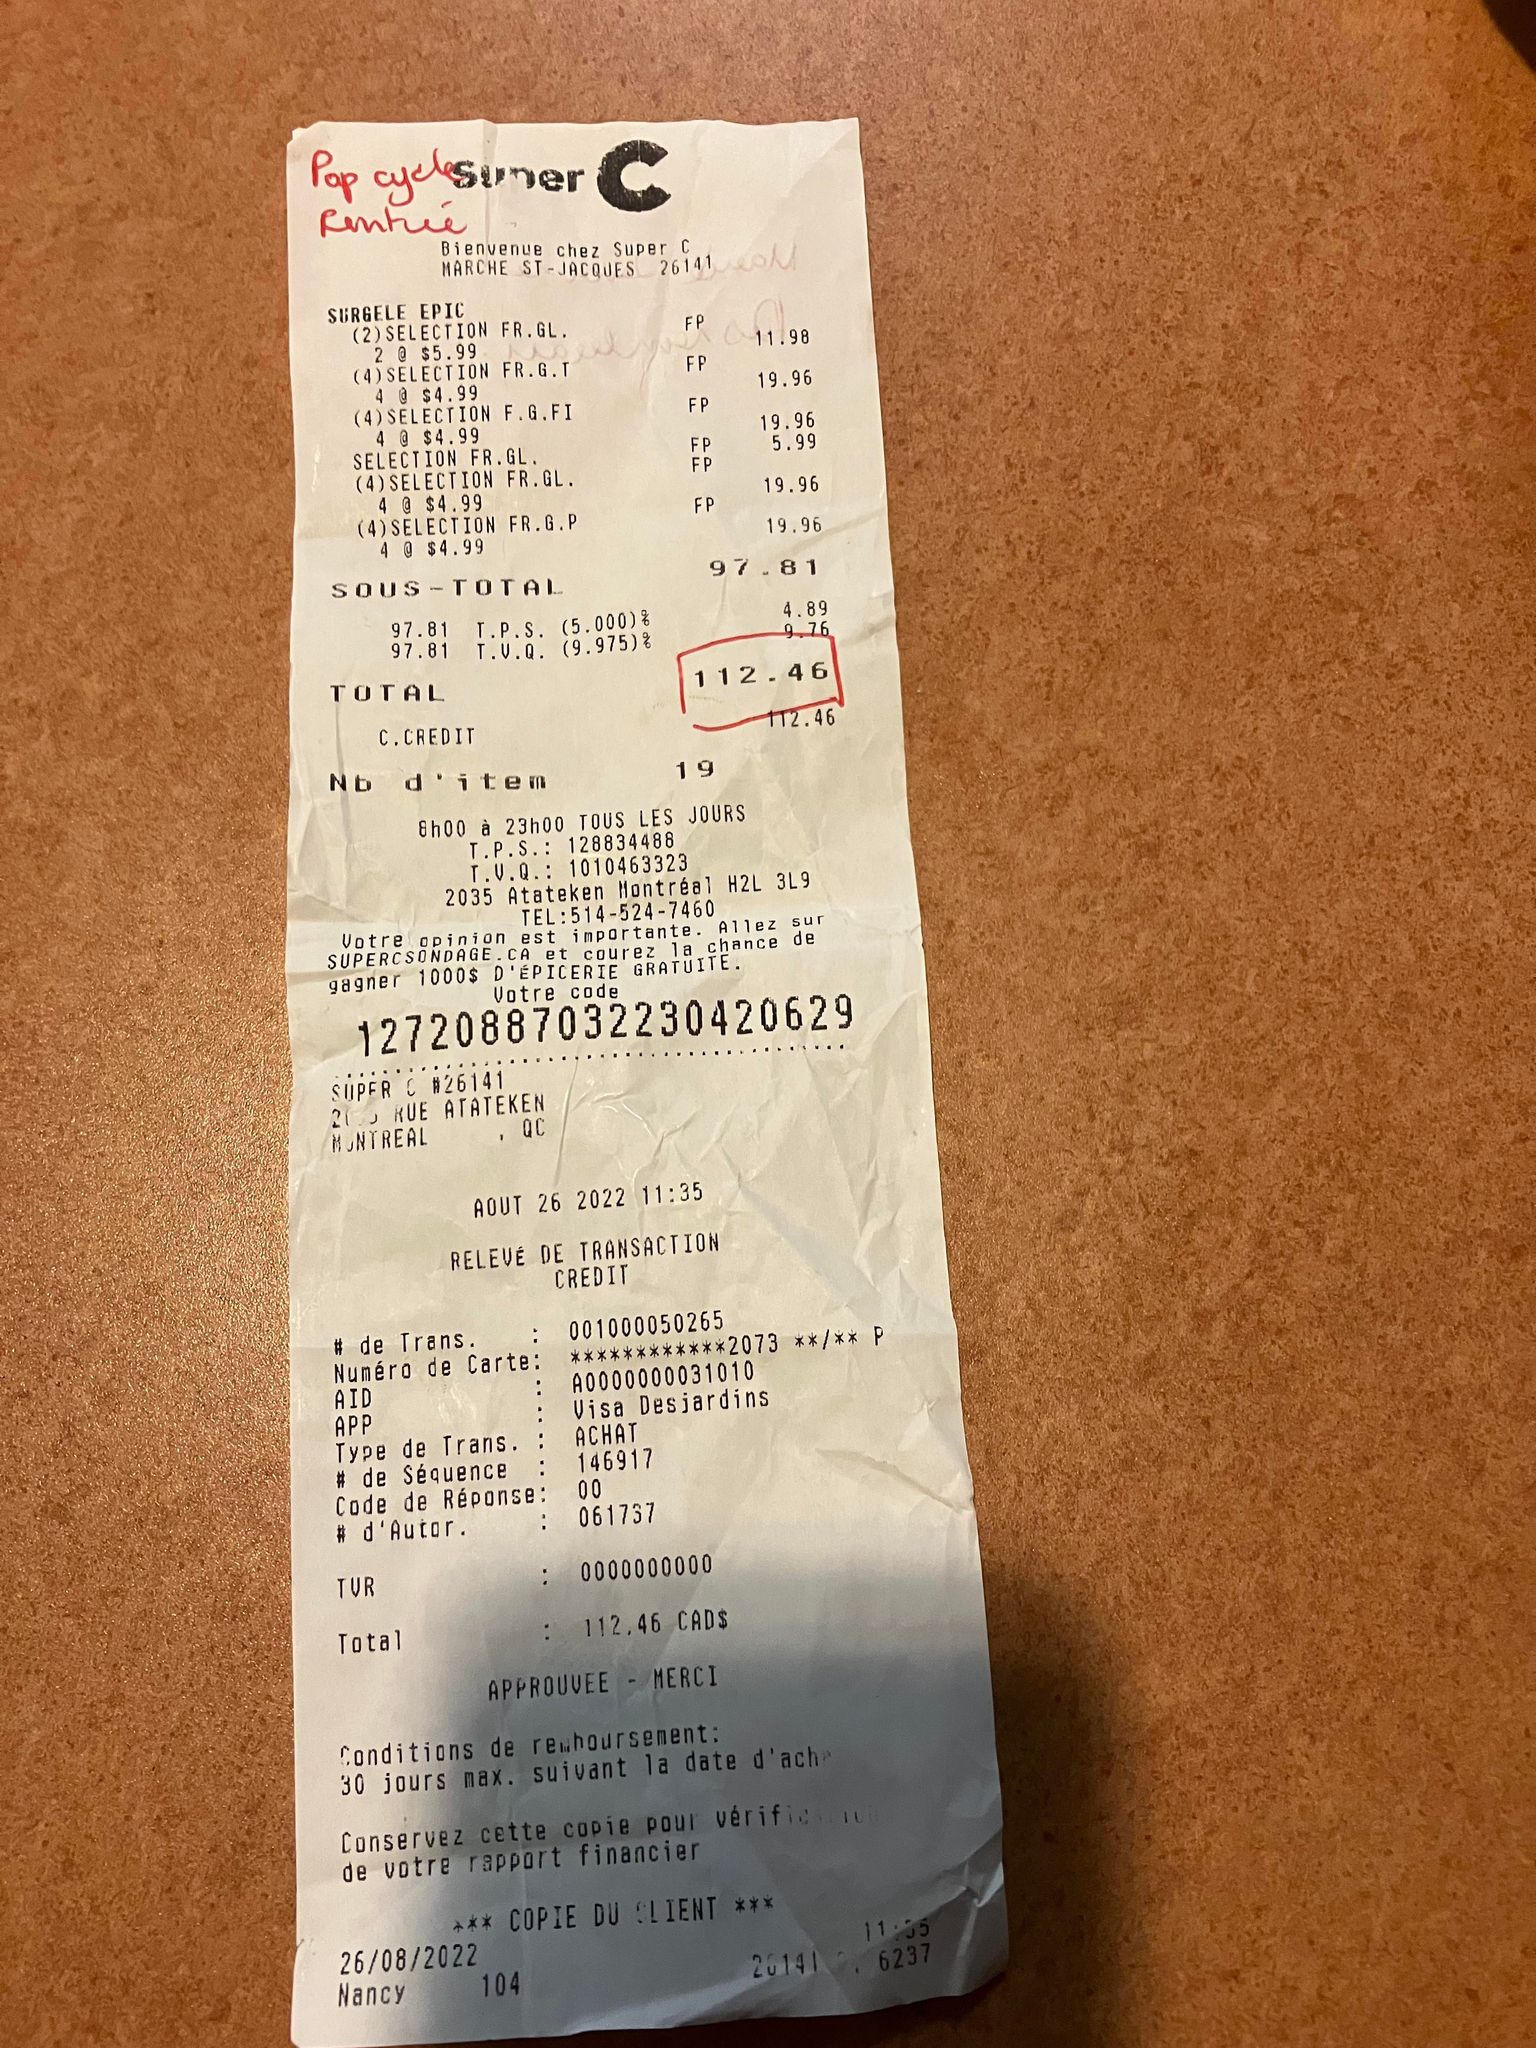 Pop cycle
Rentrée
Super C
Bienvenue chez Super C
MARCHE ST-JACQUES 26141
SURGELE EPIC
(2)SELECTION FR.GL. FP 11.98
2 @ $5.99
(4)SELECTION FR.G.T FP 19.96
4 @ $4.99
(4)SELECTION F.G.FI FP 19.96
4 @ $4.99
SELECTION FR.GL. FP 5.99
(4)SELECTION FR.GL. FP 19.96
4 @ $4.99
(4)SELECTION FR.G.P FP 19.96
4 @ $4.99
SOUS-TOTAL 97.81
97.81 T.P.S. (5.000)% 4.89
97.81 T.V.Q. (9.975)% 9.76
TOTAL 112.46
C.CREDIT 112.46
Nb d'item 19
8h00 à 23h00 TOUS LES JOURS
T.P.S.: 128834488
T.V.Q.: 1010463323
2035 Atateken Montréal H2L 3L9
TEL:514-524-7460
Votre opinion est importante. Allez sur
SUPERCSONDAGE.CA et courez la chance de
gagner 1000$ D'ÉPICERIE GRATUITE.
Votre code
12720887032230420629
SUPER C #26141
RUE ATATEKEN
MONTREAL , QC
AOUT 26 2022 11:35
RELEVÉ DE TRANSACTION
CREDIT
# de Trans. : 001000050265
Numéro de Carte: ************2073 **/** P
AID : A0000000031010
APP : Visa Desjardins
Type de Trans. : ACHAT
# de Séquence : 146917
Code de Réponse: 00
# d'Autor. : 061737
TVR : 0000000000
Total : 112.46 CAD$
APPROUVEE - MERCI
Conditions de remboursement:
30 jours max. suivant la date d'ach
Conservez cette copie pour vérification
de votre rapport financier
*** COPIE DU CLIENT ***
26/08/2022 11:35
Nancy 104 26141 6237